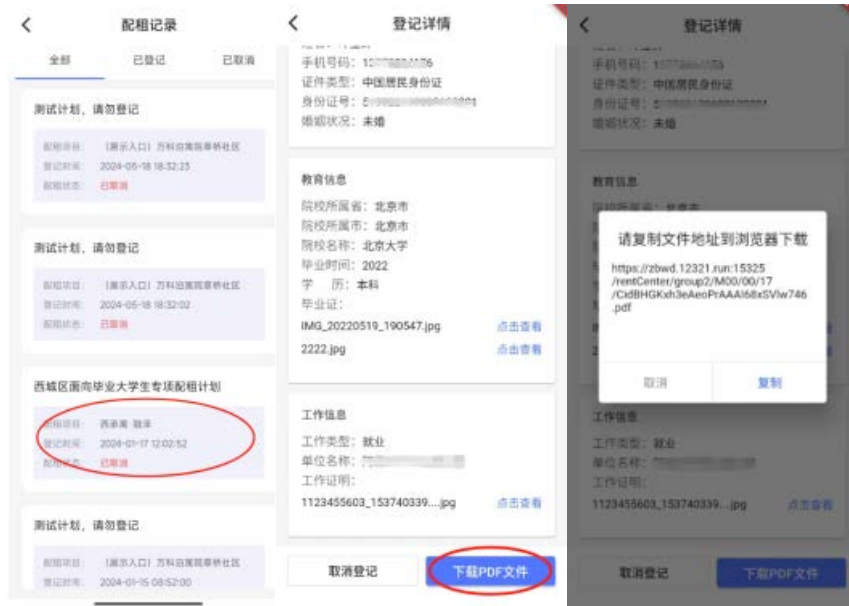 配租记录
全部
已登记
已取消
测试计划，请勿登记
配租项目：
（展示入口）万科泊寓院草桥社区
登记时间：
2024-05-18 18:32:23
配租状态：
已取消
测试计划，请勿登记
配租项目：
（展示入口）万科泊寓院草桥社区
登记时间：
2024-05-18 18:32:02
配租状态：
已取消
西城区面向毕业大学生专项配租计划
配租项目：
登记时间：
2024-01-17 12:02:52
配租状态：
已取消
测试计划，请勿登记
配租项目：
（展示入口）万科泊寓院草桥社区
登记时间：
2024-01-15 08:52:00
登记详情
手机号码：
证件类型：中国居民身份证
身份证号：
婚姻状况：未婚
教育信息
院校所属省：北京市
院校所属市：北京市
院校名称：北京大学
毕业时间：2022
学 历：本科
毕业证：
IMG_20220519_190547.jpg
点击查看
2222.jpg
点击查看
工作信息
工作类型：就业
单位名称：
工作证明：
1123455603_153740339....jpg
点击查看
取消登记
下载PDF文件
登记详情
手机号码：
证件类型：中国居民身份证
身份证号：
婚姻状况：未婚
教育信息
院校所属省：北京市
请复制文件地址到浏览器下载
https://zbwd.12321.run:15325
/rentCenter/group2/M00/00/17
/CidBHGKxh3eAeoPrAAAl68xSVlw746
.pdf
取消
复制
工作信息
工作类型：就业
单位名称：
工作证明：
1123455603_153740339....jpg
点击查看
取消登记
下载PDF文件